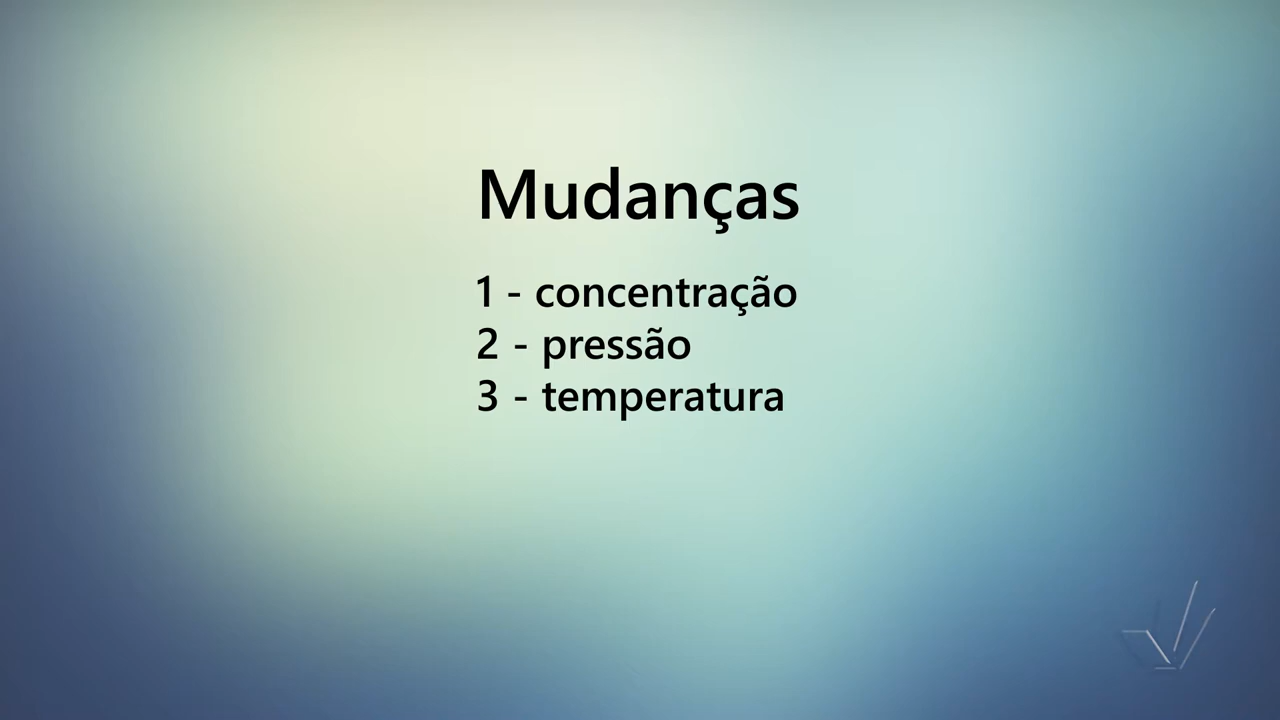 Mudanças
1 - concentração
2 - pressão
3 - temperatura